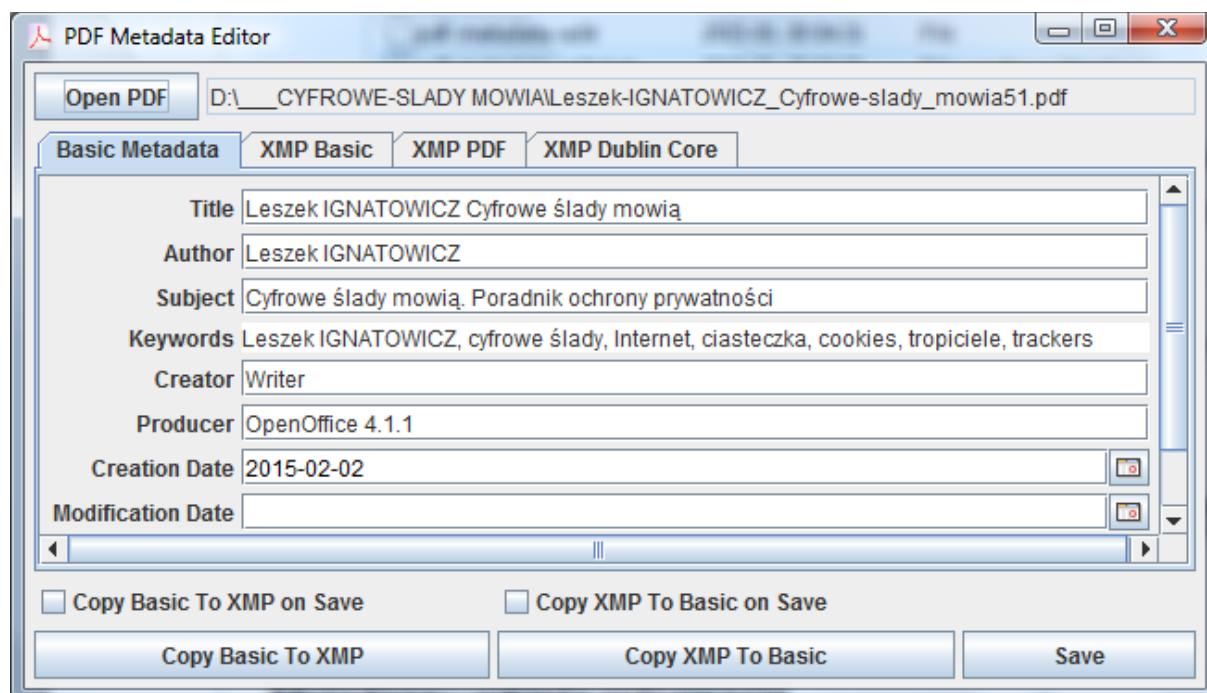 PDF Metadata Editor
Open PDF D:\___CYFROWE-SLADY MOWIA\Leszek-IGNATOWICZ_Cyfrowe-slady_mowia51.pdf
Basic Metadata XMP Basic XMP PDF XMP Dublin Core
Title Leszek IGNATOWICZ Cyfrowe ślady mowią
Author Leszek IGNATOWICZ
Subject Cyfrowe ślady mowią. Poradnik ochrony prywatności
Keywords Leszek IGNATOWICZ, cyfrowe ślady, Internet, ciasteczka, cookies, tropiciele, trackers
Creator Writer
Producer OpenOffice 4.1.1
Creation Date 2015-02-02
Modification Date
Copy Basic To XMP on Save Copy XMP To Basic on Save
Copy Basic To XMP Copy XMP To Basic Save